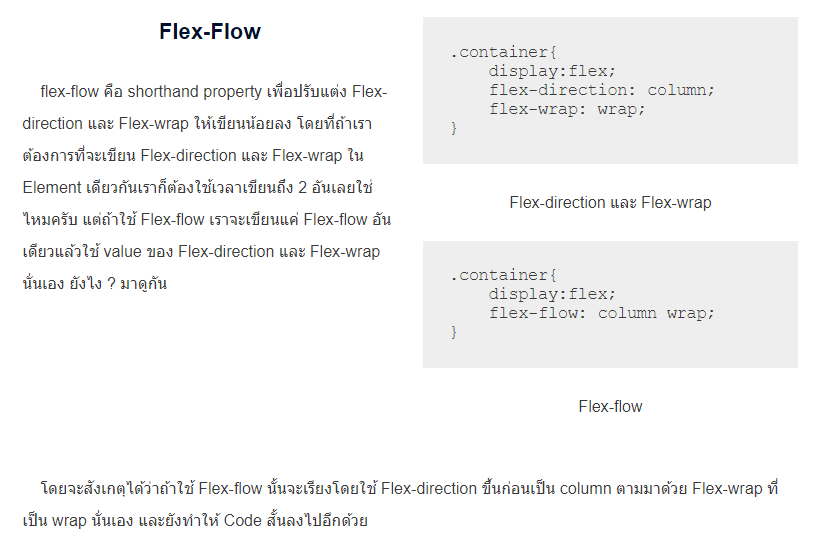 Flex-Flow
flex-flow คือ shorthand property เพื่อปรับแต่ง Flex-
direction และ Flex-wrap ให้เขียนน้อยลง โดยที่ถ้าเรา
ต้องการที่จะเขียน Flex-direction และ Flex-wrap ใน
Element เดียวกันเราก็ต้องใช้เวลาเขียนถึง 2 อันเลยใช่
ไหมครับ แต่ถ้าใช้ Flex-flow เราจะเขียนแค่ Flex-flow อัน
เดียวแล้วใช้ value ของ Flex-direction และ Flex-wrap
นั่นเอง ยังไง ? มาดูกัน
.container{
    display:flex;
    flex-direction: column;
    flex-wrap: wrap;
}
Flex-direction และ Flex-wrap
.container{
    display:flex;
    flex-flow: column wrap;
}
Flex-flow
โดยจะสังเกตุได้ว่าถ้าใช้ Flex-flow นั้นจะเรียงโดยใช้ Flex-direction ขึ้นก่อนเป็น column ตามมาด้วย Flex-wrap ที่
เป็น wrap นั่นเอง และยังทำให้ Code สั้นลงไปอีกด้วย